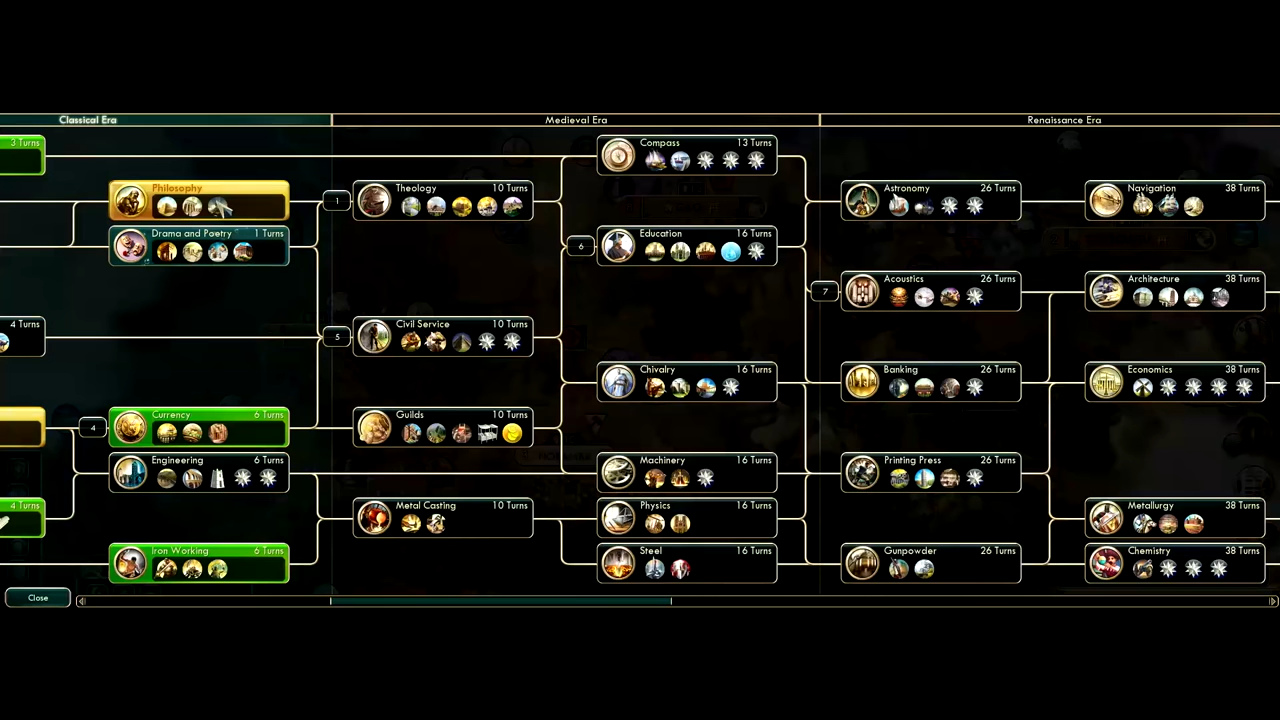 Classical Era
Medieval Era
Renaissance Era
3 Turns
Compass 13 Turns
Philosophy
1
Theology 10 Turns
Astronomy 26 Turns
Navigation 38 Turns
Drama and Poetry 1 Turns
6
Education 16 Turns
7
Acoustics 26 Turns
Architecture 38 Turns
4 Turns
5
Civil Service 10 Turns
Chivalry 16 Turns
Banking 26 Turns
Economics 38 Turns
4
Currency 6 Turns
Guilds 10 Turns
Engineering 6 Turns
Machinery 16 Turns
Printing Press 26 Turns
4 Turns
Metal Casting 10 Turns
Physics 16 Turns
Metallurgy 38 Turns
Iron Working 6 Turns
Steel 16 Turns
Gunpowder 26 Turns
Chemistry 38 Turns
Close